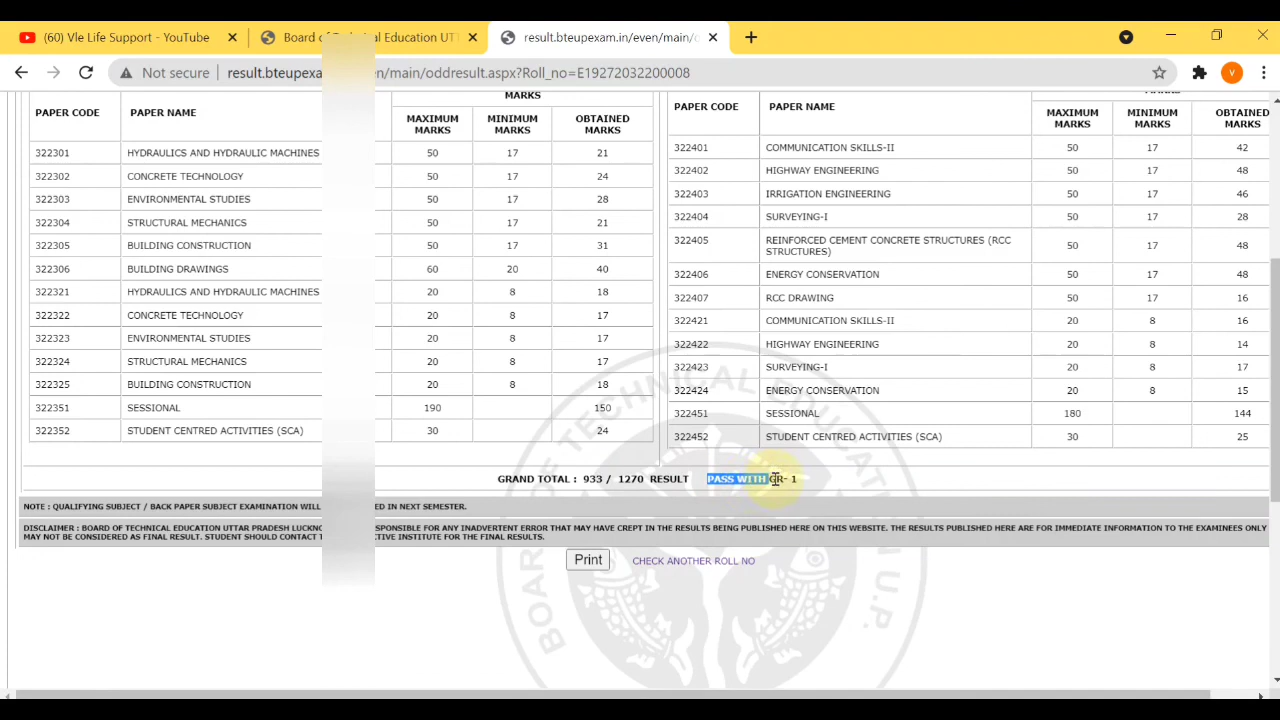 (60) Vle Life Support - YouTube
Board of Technical Education UTT
result.bteupexam.in/even/main/o
Not secure
result.bteupexa en/main/oddresult.aspx?Roll_no=E19272032200008
V
MARKS
PAPER CODE PAPER NAME MAXIMUM MARKS MINIMUM MARKS OBTAINED MARKS
322301 HYDRAULICS AND HYDRAULIC MACHINES 50 17 21
322302 CONCRETE TECHNOLOGY 50 17 24
322303 ENVIRONMENTAL STUDIES 50 17 28
322304 STRUCTURAL MECHANICS 50 17 21
322305 BUILDING CONSTRUCTION 50 17 31
322306 BUILDING DRAWINGS 60 20 40
322321 HYDRAULICS AND HYDRAULIC MACHINES 20 8 18
322322 CONCRETE TECHNOLOGY 20 8 17
322323 ENVIRONMENTAL STUDIES 20 8 17
322324 STRUCTURAL MECHANICS 20 8 17
322325 BUILDING CONSTRUCTION 20 8 18
322351 SESSIONAL 190 150
322352 STUDENT CENTRED ACTIVITIES (SCA) 30 24
MARKS
PAPER CODE PAPER NAME MAXIMUM MARKS MINIMUM MARKS OBTAINED MARKS
322401 COMMUNICATION SKILLS-II 50 17 42
322402 HIGHWAY ENGINEERING 50 17 48
322403 IRRIGATION ENGINEERING 50 17 46
322404 SURVEYING-I 50 17 28
322405 REINFORCED CEMENT CONCRETE STRUCTURES (RCC
STRUCTURES) 50 17 48
322406 ENERGY CONSERVATION 50 17 48
322407 RCC DRAWING 50 17 16
322421 COMMUNICATION SKILLS-II 20 8 16
322422 HIGHWAY ENGINEERING 20 8 14
322423 SURVEYING-I 20 8 17
322424 ENERGY CONSERVATION 20 8 15
322451 SESSIONAL 180 144
322452 STUDENT CENTRED ACTIVITIES (SCA) 30 25
GRAND TOTAL : 933 / 1270 RESULT PASS WITH GR- 1
NOTE : QUALIFYING SUBJECT / BACK PAPER SUBJECT EXAMINATION WILL ED IN NEXT SEMESTER.
DISCLAIMER : BOARD OF TECHNICAL EDUCATION UTTAR PRADESH LUCKNO SPONSIBLE FOR ANY INADVERTENT ERROR THAT MAY HAVE CREPT IN THE RESULTS BEING PUBLISHED HERE ON THIS WEBSITE. THE RESULTS PUBLISHED HERE ARE FOR IMMEDIATE INFORMATION TO THE EXAMINEES ONLY
MAY NOT BE CONSIDERED AS FINAL RESULT. STUDENT SHOULD CONTACT T CTIVE INSTITUTE FOR THE FINAL RESULTS.
Print CHECK ANOTHER ROLL NO
BOARD OF TECHNICAL EDUCATION U.P.